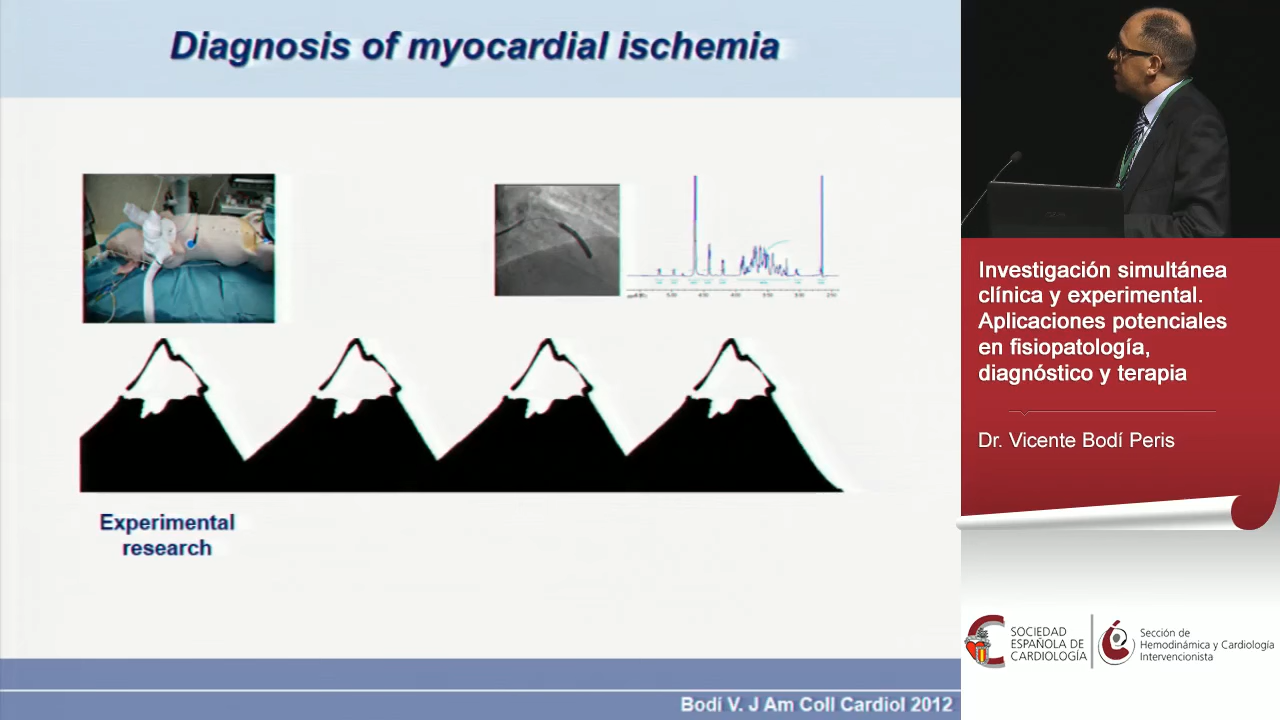 Diagnosis of myocardial ischemia
Experimental
research
Bodí V. J Am Coll Cardiol 2012
Investigación simultánea
clínica y experimental.
Aplicaciones potenciales
en fisiopatología,
diagnóstico y terapia
Dr. Vicente Bodí Peris
SOCIEDAD
ESPAÑOLA DE
CARDIOLOGÍA
Sección de
Hemodinámica y Cardiología
Intervencionista